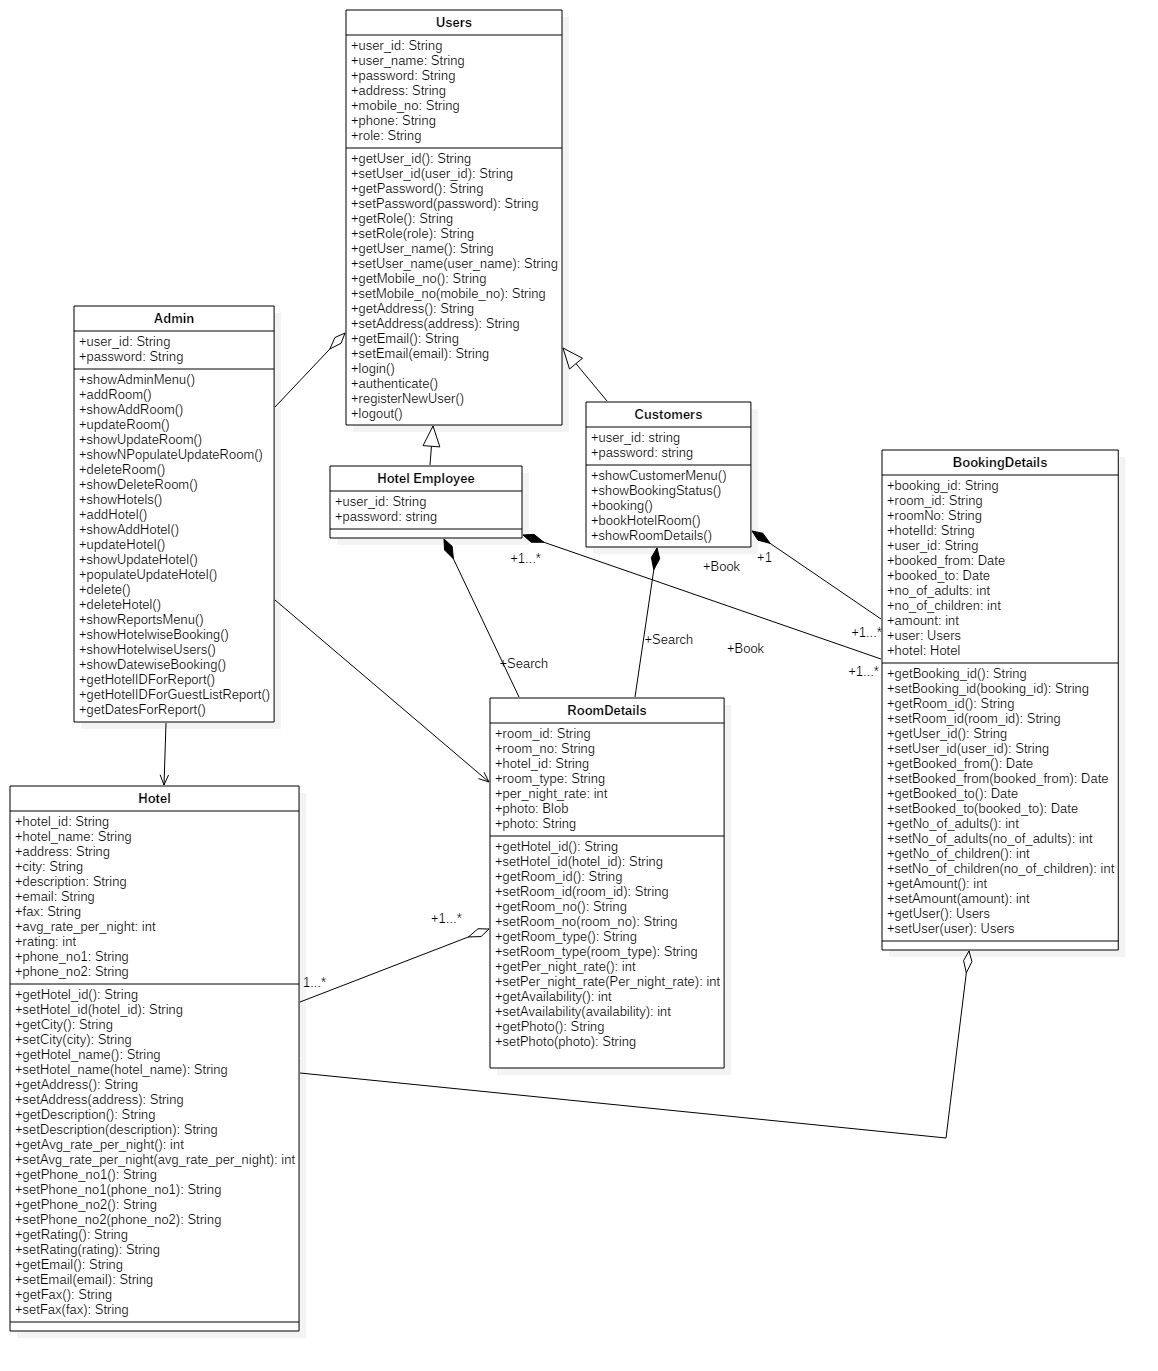 Users
+user_id: String
+user_name: String
+password: String
+address: String
+mobile_no: String
+phone: String
+role: String
+getUser_id(): String
+setUser_id(user_id): String
+getPassword(): String
+setPassword(password): String
+getRole(): String
+setRole(role): String
+getUser_name(): String
+setUser_name(user_name): String
+getMobile_no(): String
+setMobile_no(mobile_no): String
+getAddress(): String
+setAddress(address): String
+getEmail(): String
+setEmail(email): String
+login()
+authenticate()
+registerNewUser()
+logout()
Admin
+user_id: String
+password: String
+showAdminMenu()
+addRoom()
+showAddRoom()
+updateRoom()
+showUpdateRoom()
+showNPopulateUpdateRoom()
+deleteRoom()
+showDeleteRoom()
+showHotels()
+addHotel()
+showAddHotel()
+updateHotel()
+showUpdateHotel()
+populateUpdateHotel()
+delete()
+deleteHotel()
+showReportsMenu()
+showHotelwiseBooking()
+showHotelwiseUsers()
+showDatewiseBooking()
+getHotelIDForReport()
+getHotelIDForGuestListReport()
+getDatesForReport()
Hotel Employee
+user_id: String
+password: string
Customers
+user_id: string
+password: string
+showCustomerMenu()
+showBookingStatus()
+booking()
+bookHotelRoom()
+showRoomDetails()
BookingDetails
+booking_id: String
+room_id: String
+roomNo: String
+hotelId: String
+user_id: String
+booked_from: Date
+booked_to: Date
+no_of_adults: int
+no_of_children: int
+amount: int
+user: Users
+hotel: Hotel
+getBooking_id(): String
+setBooking_id(booking_id): String
+getRoom_id(): String
+setRoom_id(room_id): String
+getUser_id(): String
+setUser_id(user_id): String
+getBooked_from(): Date
+setBooked_from(booked_from): Date
+getBooked_to(): Date
+setBooked_to(booked_to): Date
+getNo_of_adults(): int
+setNo_of_adults(no_of_adults): int
+getNo_of_children(): int
+setNo_of_children(no_of_children): int
+getAmount(): int
+setAmount(amount): int
+getUser(): Users
+setUser(user): Users
+1...*
+Book
+1
+1...*
+Search
+Book
+Search
+1...*
RoomDetails
+room_id: String
+room_no: String
+hotel_id: String
+room_type: String
+per_night_rate: int
+photo: Blob
+photo: String
+getHotel_id(): String
+setHotel_id(hotel_id): String
+getRoom_id(): String
+setRoom_id(room_id): String
+getRoom_no(): String
+setRoom_no(room_no): String
+getRoom_type(): String
+setRoom_type(room_type): String
+getPer_night_rate(): int
+setPer_night_rate(Per_night_rate): int
+getAvailability(): int
+setAvailability(availability): int
+getPhoto(): String
+setPhoto(photo): String
+1...*
1...*
Hotel
+hotel_id: String
+hotel_name: String
+address: String
+city: String
+description: String
+email: String
+fax: String
+avg_rate_per_night: int
+rating: int
+phone_no1: String
+phone_no2: String
+getHotel_id(): String
+setHotel_id(hotel_id): String
+getCity(): String
+setCity(city): String
+getHotel_name(): String
+setHotel_name(hotel_name): String
+getAddress(): String
+setAddress(address): String
+getDescription(): String
+setDescription(description): String
+getAvg_rate_per_night(): int
+setAvg_rate_per_night(avg_rate_per_night): int
+getPhone_no1(): String
+setPhone_no1(phone_no1): String
+getPhone_no2(): String
+setPhone_no2(phone_no2): String
+getRating(): String
+setRating(rating): String
+getEmail(): String
+setEmail(email): String
+getFax(): String
+setFax(fax): String